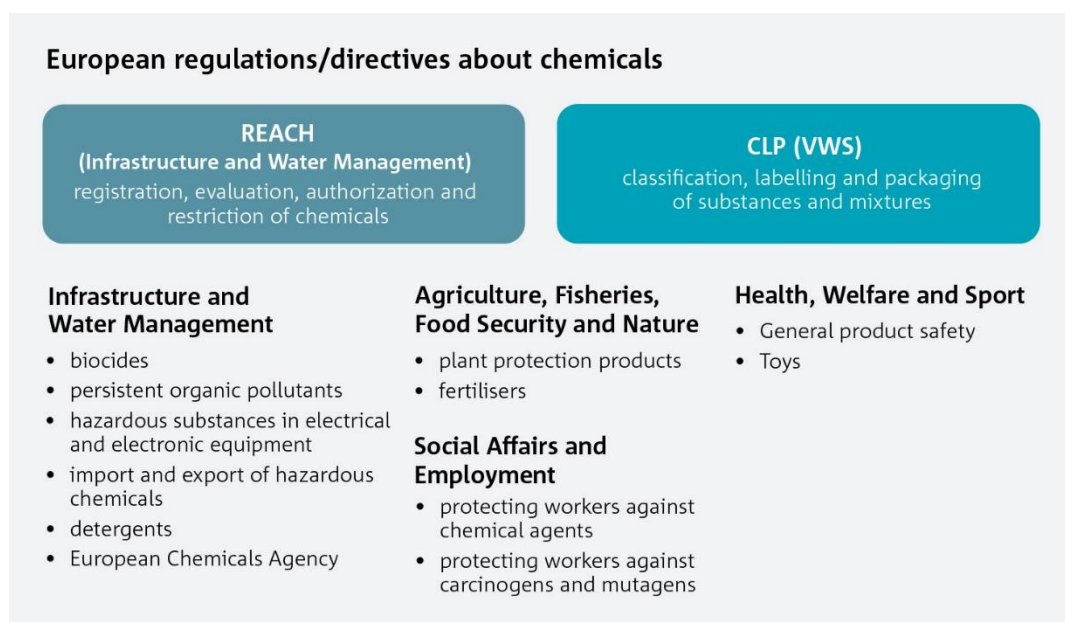 European regulations/directives about chemicals
REACH
(Infrastructure and Water Management)
registration, evaluation, authorization and
restriction of chemicals
CLP (VWS)
classification, labelling and packaging
of substances and mixtures
Infrastructure and
Water Management
• biocides
• persistent organic pollutants
• hazardous substances in electrical
and electronic equipment
• import and export of hazardous
chemicals
• detergents
• European Chemicals Agency
Agriculture, Fisheries,
Food Security and Nature
• plant protection products
• fertilisers
Social Affairs and
Employment
• protecting workers against
chemical agents
• protecting workers against
carcinogens and mutagens
Health, Welfare and Sport
• General product safety
• Toys